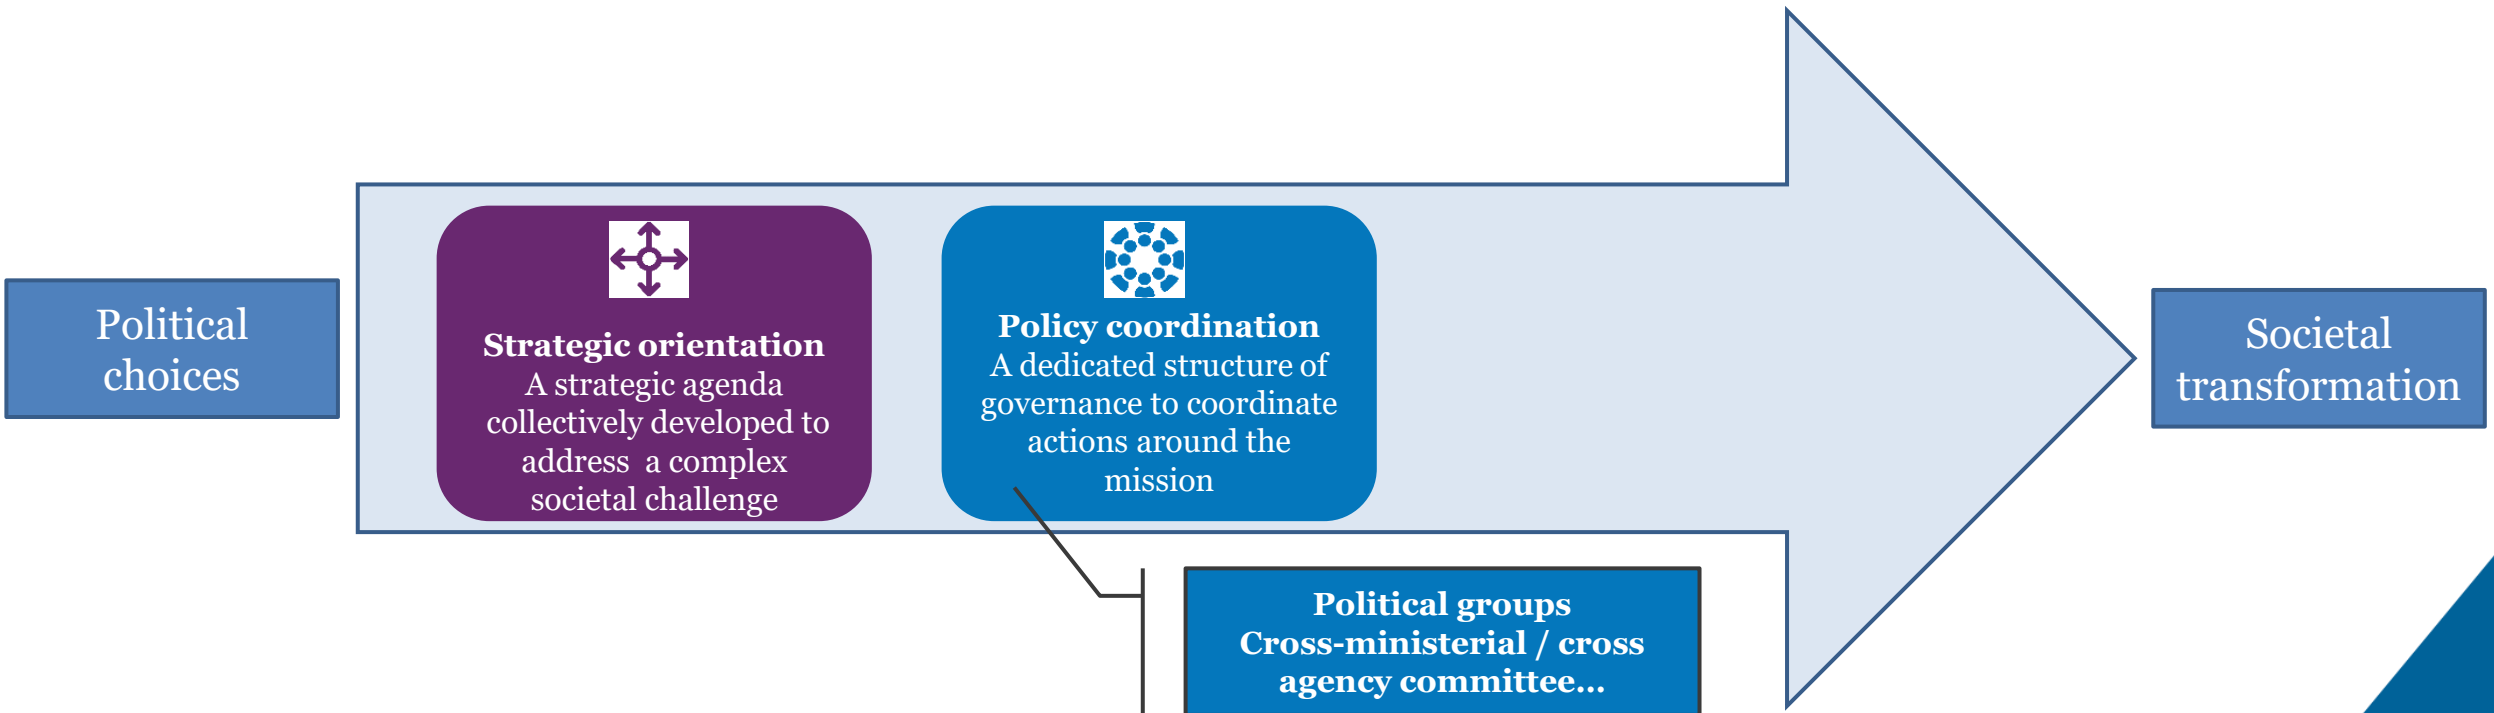 Political
choices
Strategic orientation
A strategic agenda
collectively developed to
address  a complex
societal challenge
Policy coordination
A dedicated structure of
governance to coordinate
actions around the
mission
Societal
transformation
Political groups
Cross-ministerial / cross
agency committee...